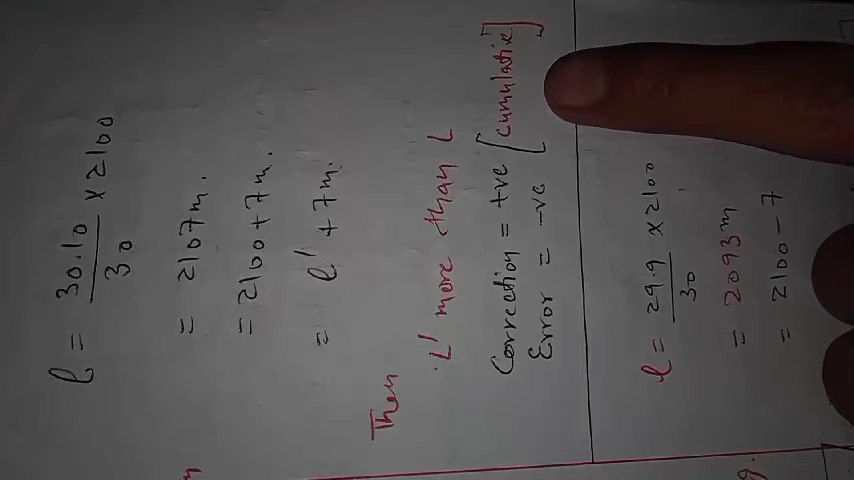 l = 30.10/30 x 2100
= 2107m.
= 2100+7m.
= l' + 7m.
Then
L' more than L
Correction = +ve [cumulative]
Error = -ve
l = 29.9/30 x 2100
= 2093m
= 2100-7